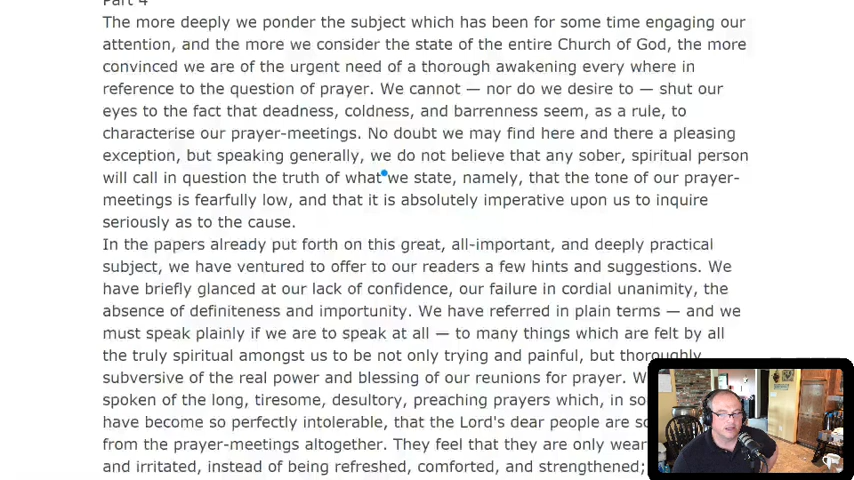 Part 4
The more deeply we ponder the subject which has been for some time engaging our
attention, and the more we consider the state of the entire Church of God, the more
convinced we are of the urgent need of a thorough awakening every where in
reference to the question of prayer. We cannot — nor do we desire to — shut our
eyes to the fact that deadness, coldness, and barrenness seem, as a rule, to
characterise our prayer-meetings. No doubt we may find here and there a pleasing
exception, but speaking generally, we do not believe that any sober, spiritual person
will call in question the truth of what we state, namely, that the tone of our prayer-
meetings is fearfully low, and that it is absolutely imperative upon us to inquire
seriously as to the cause.
In the papers already put forth on this great, all-important, and deeply practical
subject, we have ventured to offer to our readers a few hints and suggestions. We
have briefly glanced at our lack of confidence, our failure in cordial unanimity, the
absence of definiteness and importunity. We have referred in plain terms — and we
must speak plainly if we are to speak at all — to many things which are felt by all
the truly spiritual amongst us to be not only trying and painful, but thoroughly
subversive of the real power and blessing of our reunions for prayer.
spoken of the long, tiresome, desultory, preaching prayers which, in
have become so perfectly intolerable, that the Lord's dear people are
from the prayer-meetings altogether. They feel that they are only
and irritated, instead of being refreshed, comforted, and strengthened;